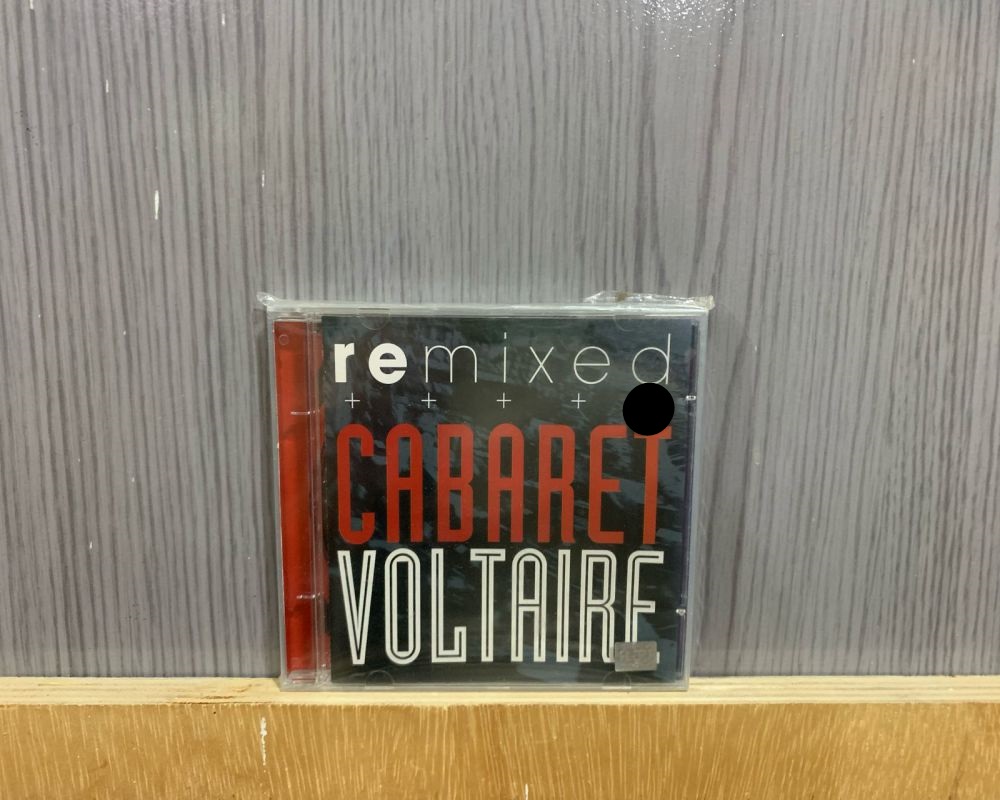 remixed
+ + + +
CABARET
VOLTAIRE